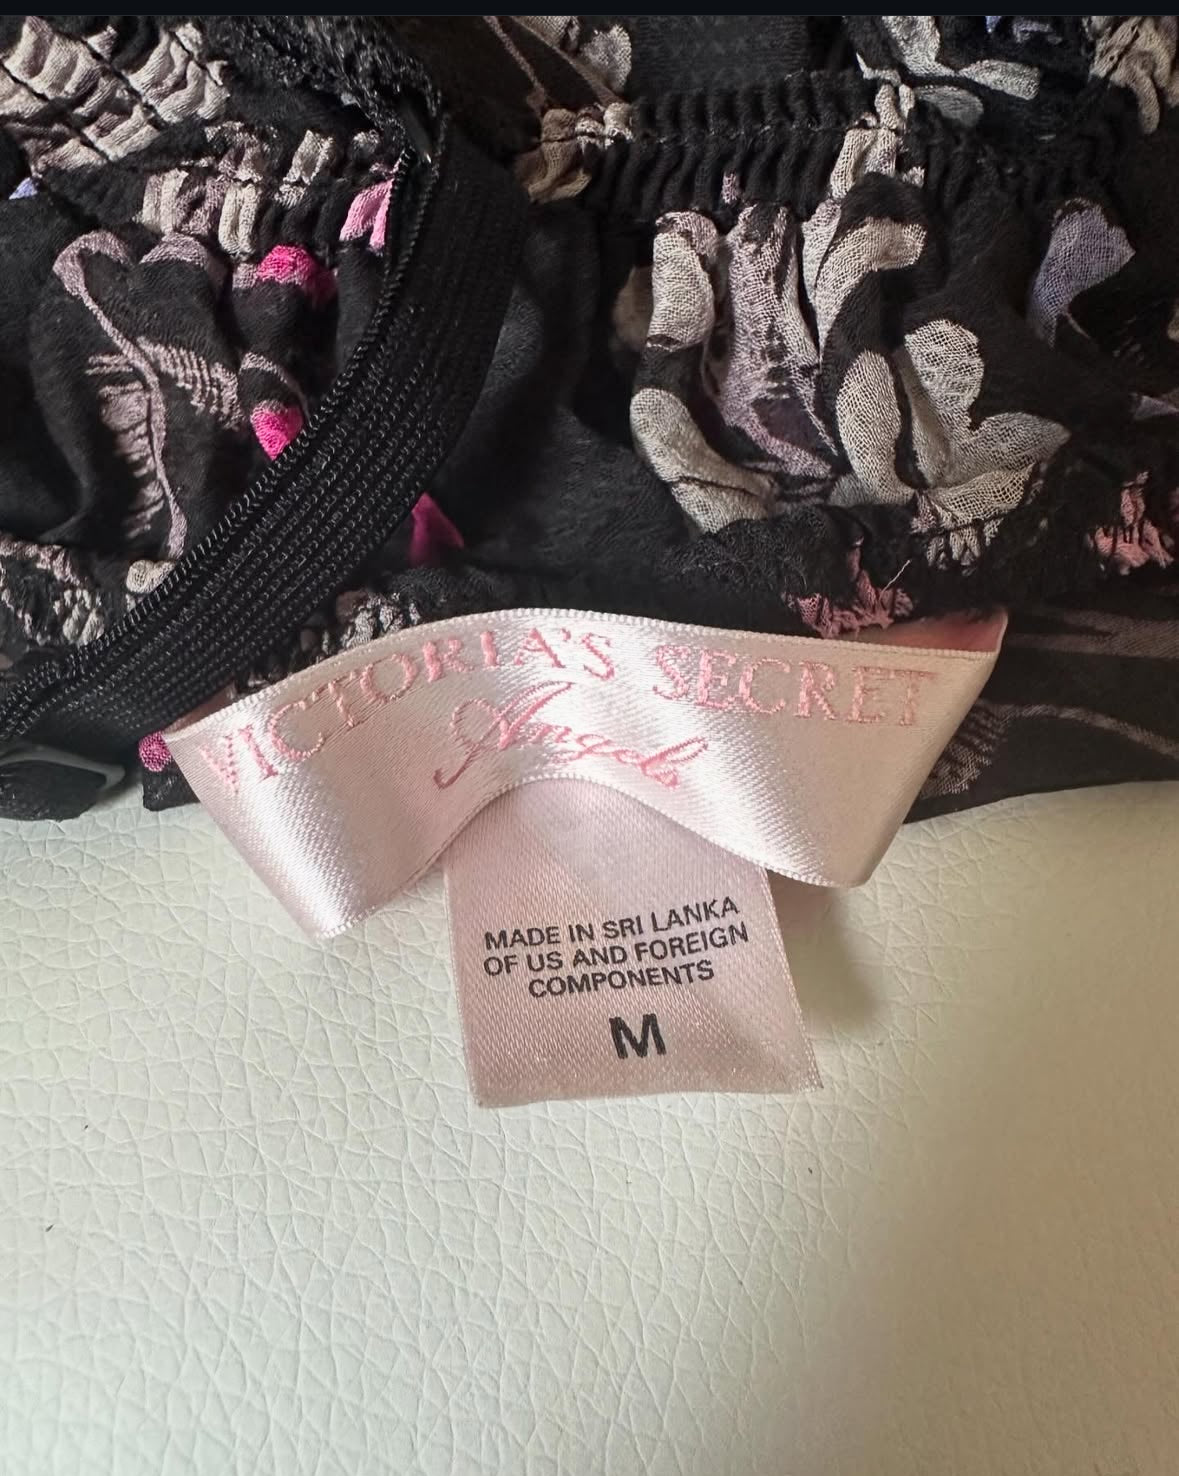 VICTORIA'S SECRET
Angels
MADE IN SRI LANKA
OF US AND FOREIGN
COMPONENTS
M